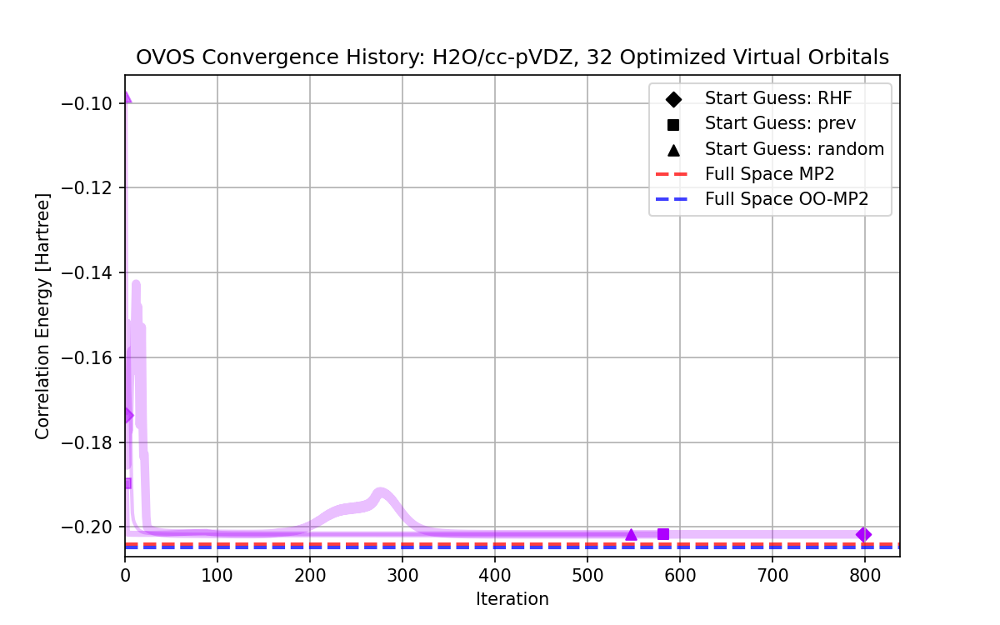 OVOS Convergence History: H2O/cc-pVDZ, 32 Optimized Virtual Orbitals
Start Guess: RHF
Start Guess: prev
Start Guess: random
Full Space MP2
Full Space OO-MP2
Correlation Energy [Hartree]
−0.10
−0.12
−0.14
−0.16
−0.18
−0.20
0 100 200 300 400 500 600 700 800
Iteration